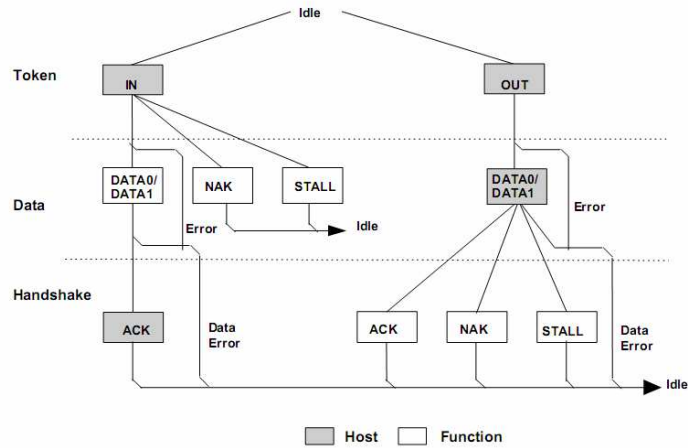 Idle
Token
IN
OUT
DATA0/
DATA1
NAK
STALL
DATA0/
DATA1
Data
Error
Idle
Error
Handshake
ACK
Data
Error
ACK
NAK
STALL
Data
Error
Idle
Host
Function